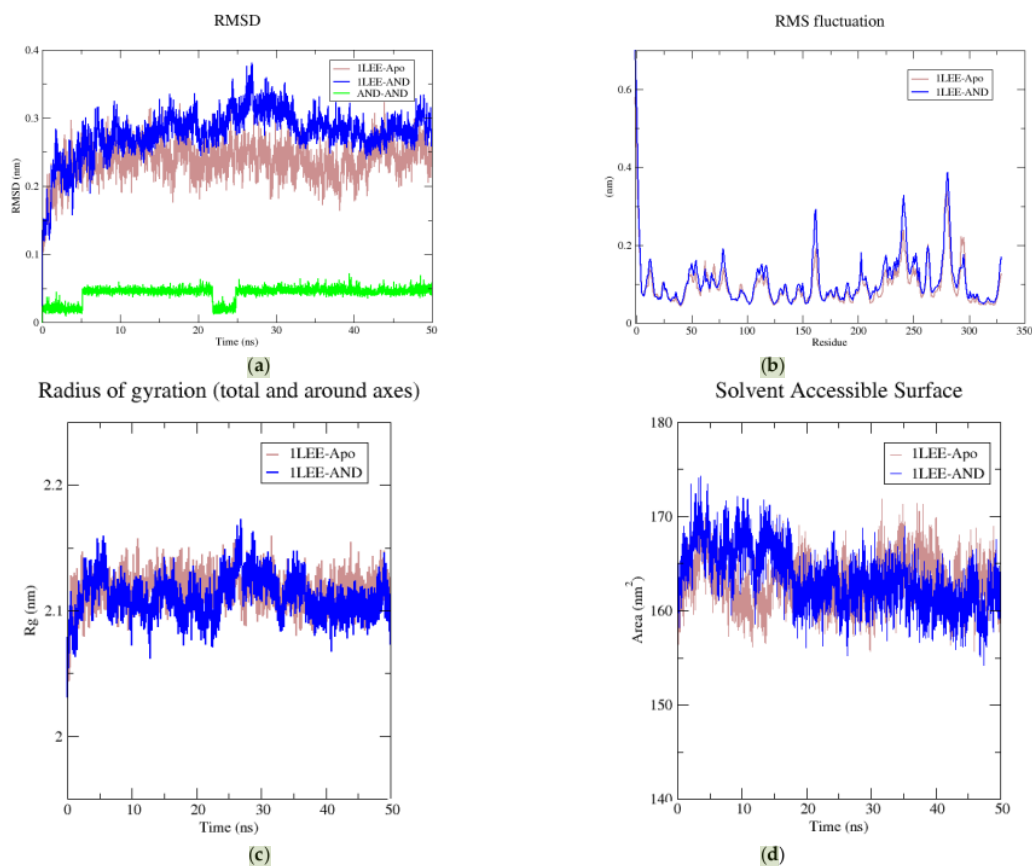 RMSD
0.4
0.3
0.2
0.1
0
RMSD (nm)
1LEE-Apo
1LEE-AND
AND-AND
0 10 20 30 40 50
Time (ns)
(a)
RMS fluctuation
0.6
0.4
0.2
0
(nm)
1LEE-Apo
1LEE-AND
0 50 100 150 200 250 300 350
Residue
(b)
Radius of gyration (total and around axes)
2.2
2.1
2
Rg (nm)
1LEE-Apo
1LEE-AND
0 10 20 30 40 50
Time (ns)
(c)
Solvent Accessible Surface
180
170
160
150
140
Area (nm²)
1LEE-Apo
1LEE-AND
0 10 20 30 40 50
Time (ns)
(d)